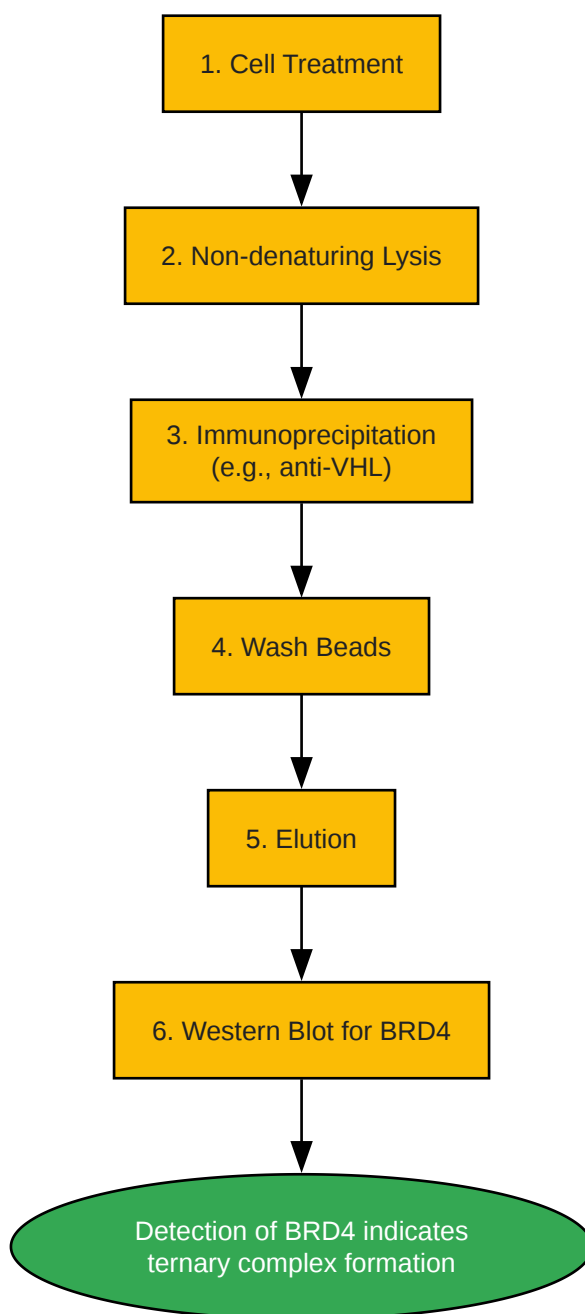 1. Cell Treatment
2. Non-denaturing Lysis
3. Immunoprecipitation
(e.g., anti-VHL)
4. Wash Beads
5. Elution
6. Western Blot for BRD4
Detection of BRD4 indicates
ternary complex formation